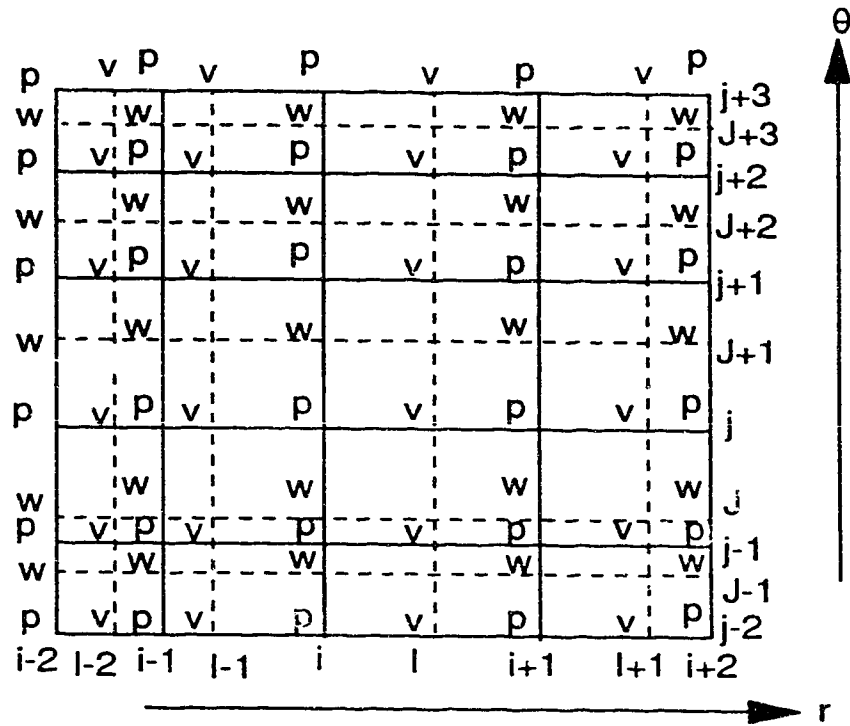 θ
p v p v p v p v p
j+3
w w w w w
J+3
p v p v p v p v p
j+2
w w w w w
J+2
p v p v p v p v p
j+1
w w w w w
J+1
p v p v p v p v p
j
w w w w w
J
p v p v p v p v p
j-1
w w w w w
J-1
p v p v p v p v p
j-2
i-2 I-2 i-1 I-1 i I i+1 I+1 i+2
r